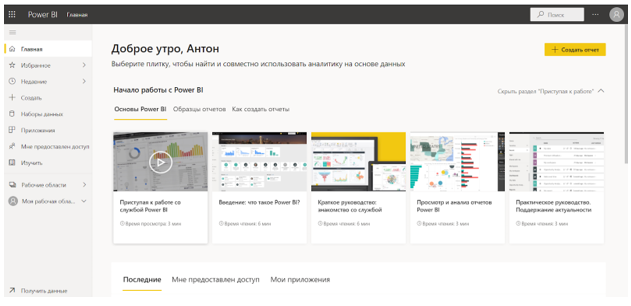 Power BI Главная
Поиск
Главная
Избранное
Недавние
Создать
Наборы данных
Приложения
Мне предоставлен доступ
Изучить
Рабочие области
Моя рабочая обла...
Получить данные
Доброе утро, Антон
Создать отчет
Выберите плитку, чтобы найти и совместно использовать аналитику на основе данных
Начало работы с Power BI
Скрыть раздел "Приступая к работе"
Основы Power BI Образцы отчетов Как создать отчеты
Приступая к работе со
службой Power BI
Время просмотра: 3 мин
Введение: что такое Power BI?
Время чтения: 6 мин
Краткое руководство:
знакомство со службой
Время чтения: 5 мин
Просмотр и анализ отчетов
Power BI
Время чтения: 3 мин
Практическое руководство.
Поддержание актуальности
Время чтения: 3 мин
Последние Мне предоставлен доступ Мои приложения